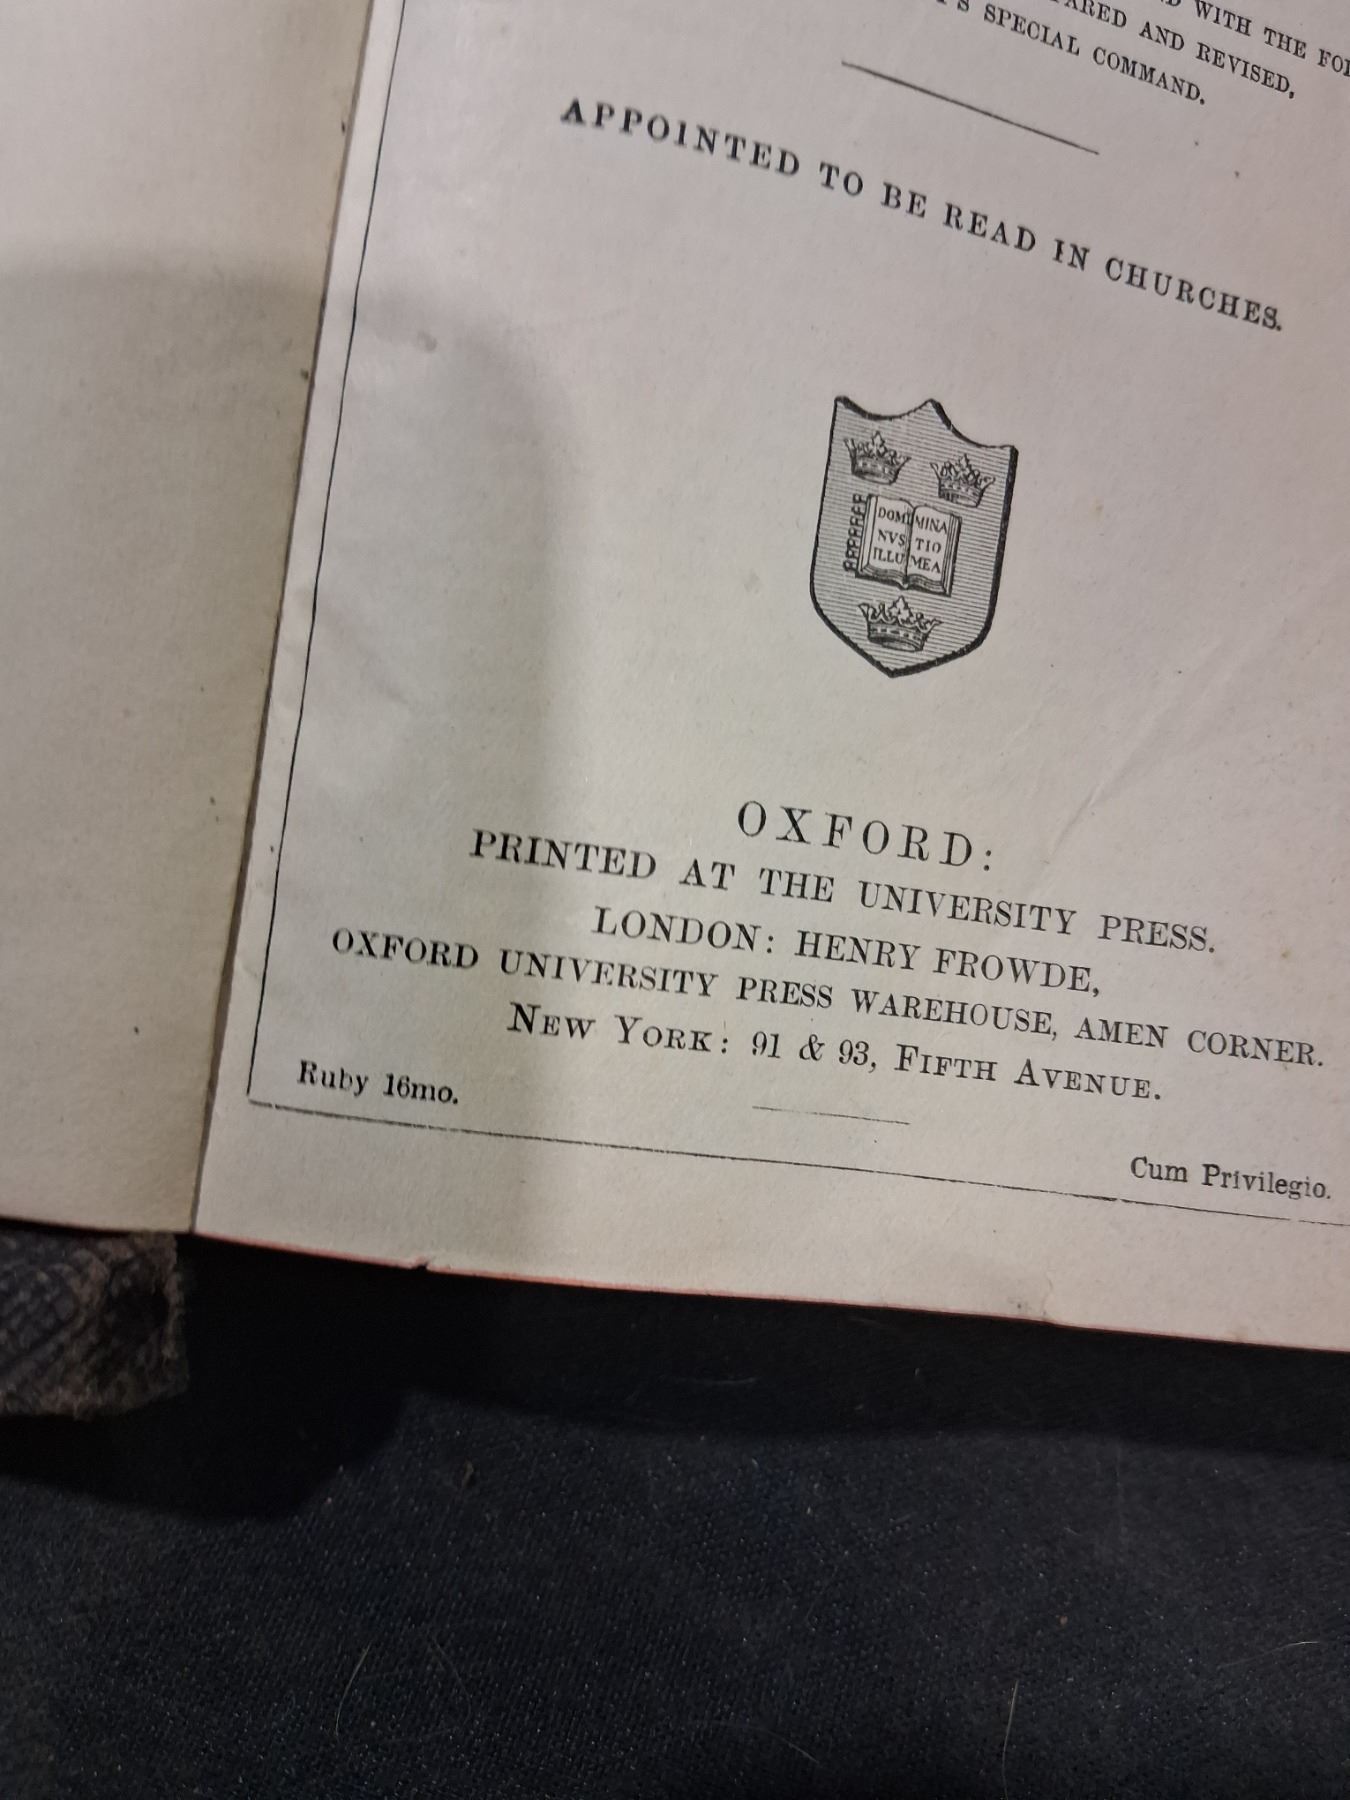 WITH THE
AND REVISED,
SPECIAL COMMAND.
APPOINTED TO BE READ IN CHURCHES.
DOMI MINA
NVS TIO
ILLU MEA
OXFORD:
PRINTED AT THE UNIVERSITY PRESS.
LONDON: HENRY FROWDE,
OXFORD UNIVERSITY PRESS WAREHOUSE, AMEN CORNER.
NEW YORK: 91 & 93, FIFTH AVENUE.
Ruby 16mo.
Cum Privilegio.